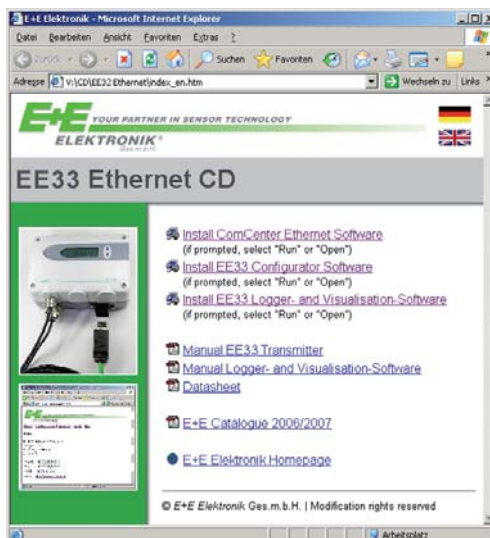 E+E Elektronik - Microsoft Internet Explorer
Datei Bearbeiten Ansicht Favoriten Extras ?
Zurück Suchen Favoriten
Adresse V:\CD\EE32 Ethernet\index_en.htm Wechseln zu Links
E+E YOUR PARTNER IN SENSOR TECHNOLOGY
ELEKTRONIK®
Ges.m.b.H.
EE33 Ethernet CD
Install ComCenter Ethernet Software
(if prompted, select "Run" or "Open")
Install EE33 Configurator Software
(if prompted, select "Run" or "Open")
Install EE33 Logger- and Visualisation-Software
(if prompted, select "Run" or "Open")
Manual EE33 Transmitter
Manual Logger- and Visualisation-Software
Datasheet
E+E Catalogue 2006/2007
E+E Elektronik Homepage
© E+E Elektronik Ges.m.b.H. | Modification rights reserved
Arbeitsplatz